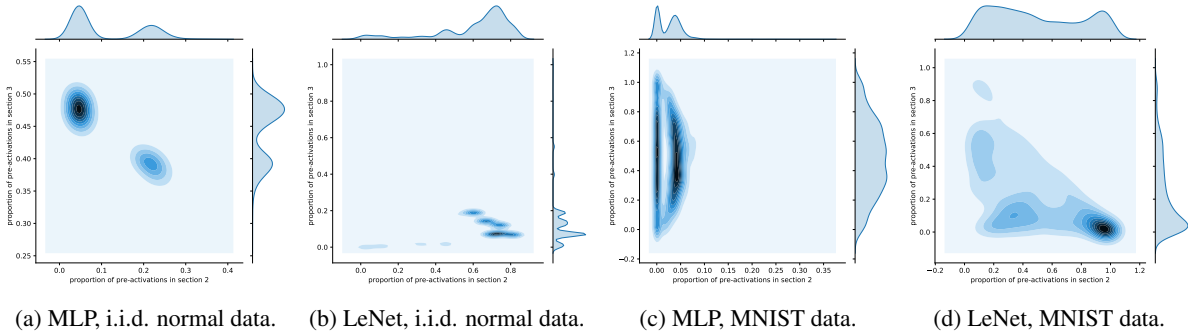 0.55
0.50
0.45
0.40
0.35
0.30
0.25
proportion of pre-activations in section 3
0.0 0.1 0.2 0.3 0.4
proportion of pre-activations in section 2
1.0
0.8
0.6
0.4
0.2
0.0
proportion of pre-activations in section 3
0.0 0.2 0.4 0.6 0.8
proportion of pre-activations in section 2
1.2
1.0
0.8
0.6
0.4
0.2
0.0
−0.2
proportion of pre-activations in section 3
0.00 0.05 0.10 0.15 0.20 0.25 0.30 0.35
proportion of pre-activations in section 2
1.0
0.8
0.6
0.4
0.2
0.0
proportion of pre-activations in section 3
−0.2 0.0 0.2 0.4 0.6 0.8 1.0 1.2
proportion of pre-activations in section 2
(a) MLP, i.i.d. normal data. (b) LeNet, i.i.d. normal data. (c) MLP, MNIST data. (d) LeNet, MNIST data.